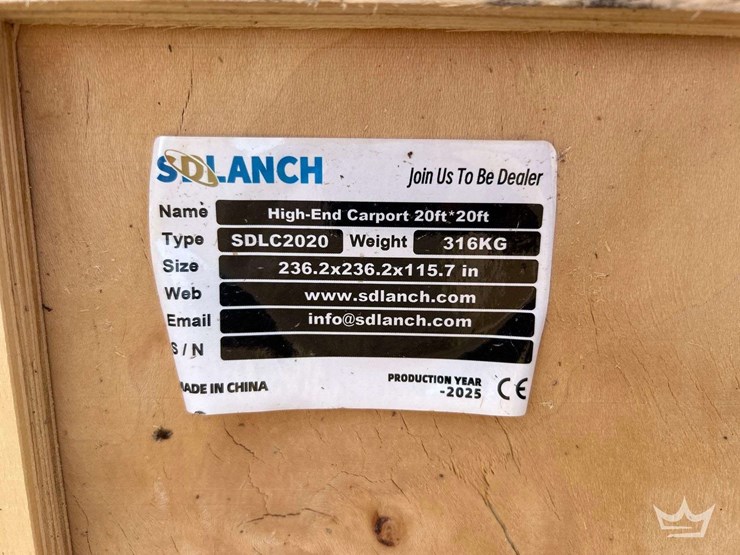 SDLANCH Join Us To Be Dealer
Name High-End Carport 20ft*20ft
Type SDLC2020 Weight 316KG
Size 236.2x236.2x115.7 in
Web www.sdlanch.com
Email info@sdlanch.com
S/N
MADE IN CHINA PRODUCTION YEAR
-2025 CE